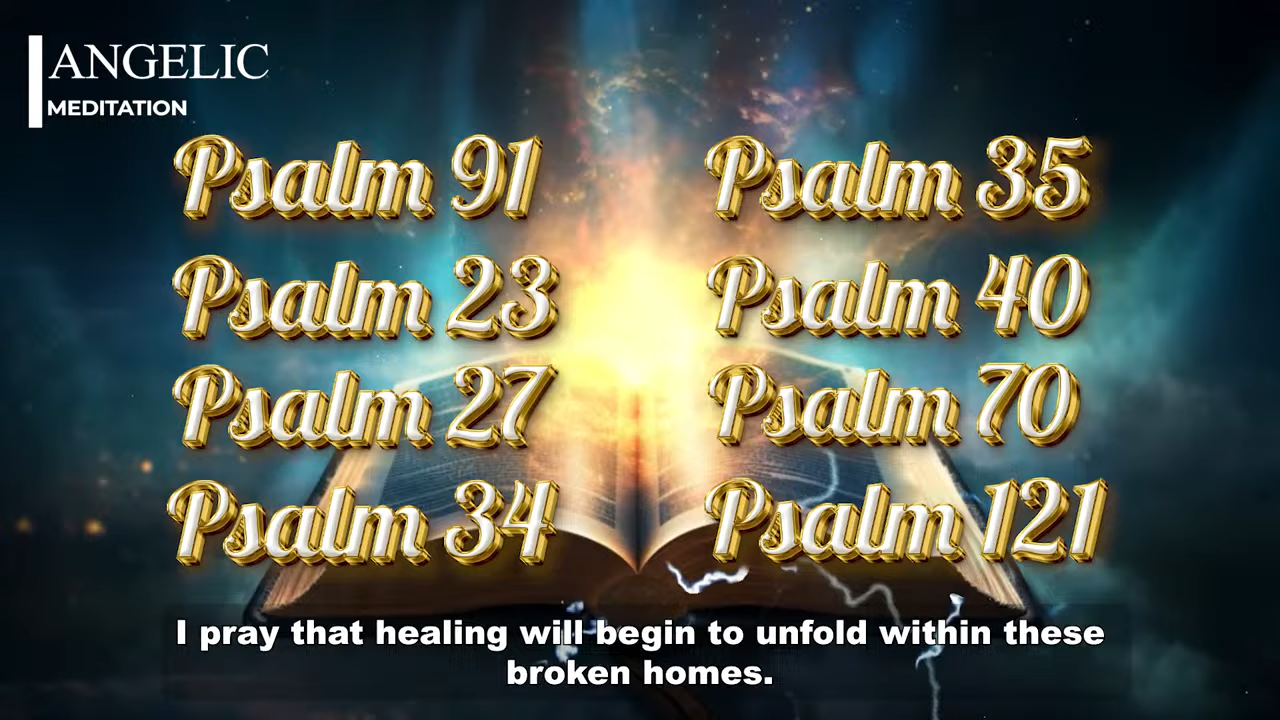 ANGELIC
MEDITATION
Psalm 91
Psalm 23
Psalm 27
Psalm 34
Psalm 35
Psalm 40
Psalm 70
Psalm 121
I pray that healing will begin to unfold within these
broken homes.